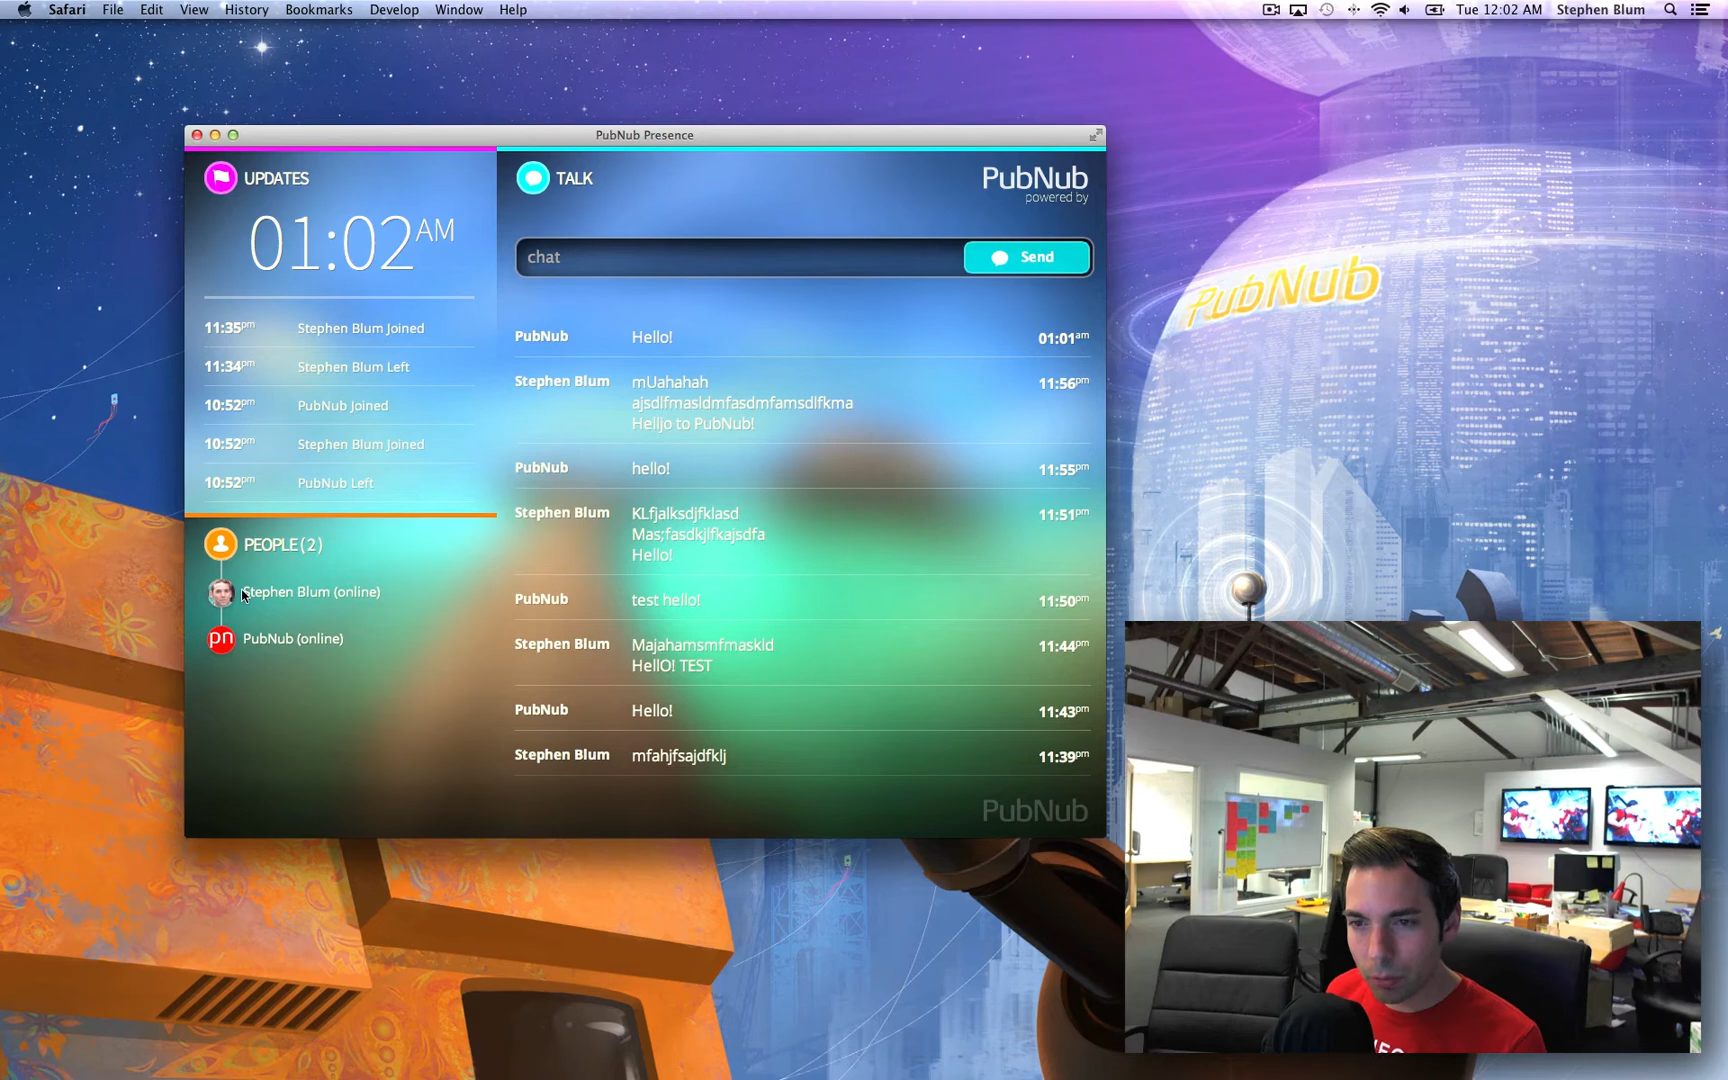 Safari File Edit View History Bookmarks Develop Window Help
Tue 12:02 AM Stephen Blum
PubNub Presence
UPDATES
01:02AM
11:35pm Stephen Blum Joined
11:34pm Stephen Blum Left
10:52pm PubNub Joined
10:52pm Stephen Blum Joined
10:52pm PubNub Left
PEOPLE(2)
Stephen Blum (online)
pn PubNub (online)
TALK
PubNub
powered by
chat Send
PubNub Hello! 01:01am
Stephen Blum mUahahah 11:56pm
ajsdlfmasldmfasdmfamsdlfkma
Helljo to PubNub!
PubNub hello! 11:55pm
Stephen Blum KLfjalksdjfklasd 11:51pm
Mas;fasdkjlfkajsdfa
Hello!
PubNub test hello! 11:50pm
Stephen Blum Majahamsmfmaskld 11:44pm
HellO! TEST
PubNub Hello! 11:43pm
Stephen Blum mfahjfsajdfklj 11:39pm
PubNub
PubNub